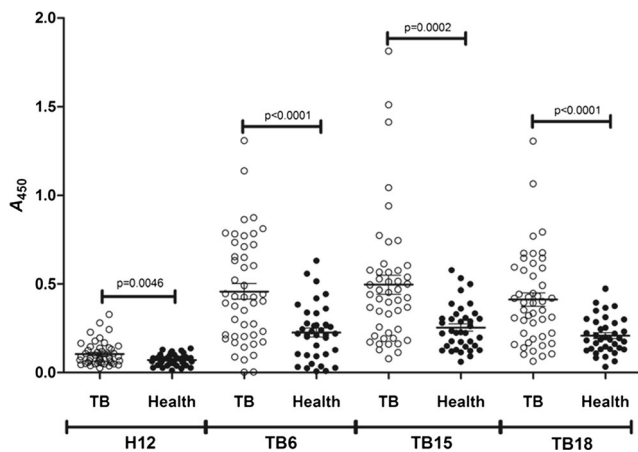 p=0.0002
2.0
p<0.0001
p<0.0001
1.5
1.0
A450
p=0.0046
0.5
0.0
TB Health TB Health TB Health TB Health
H12 TB6 TB15 TB18